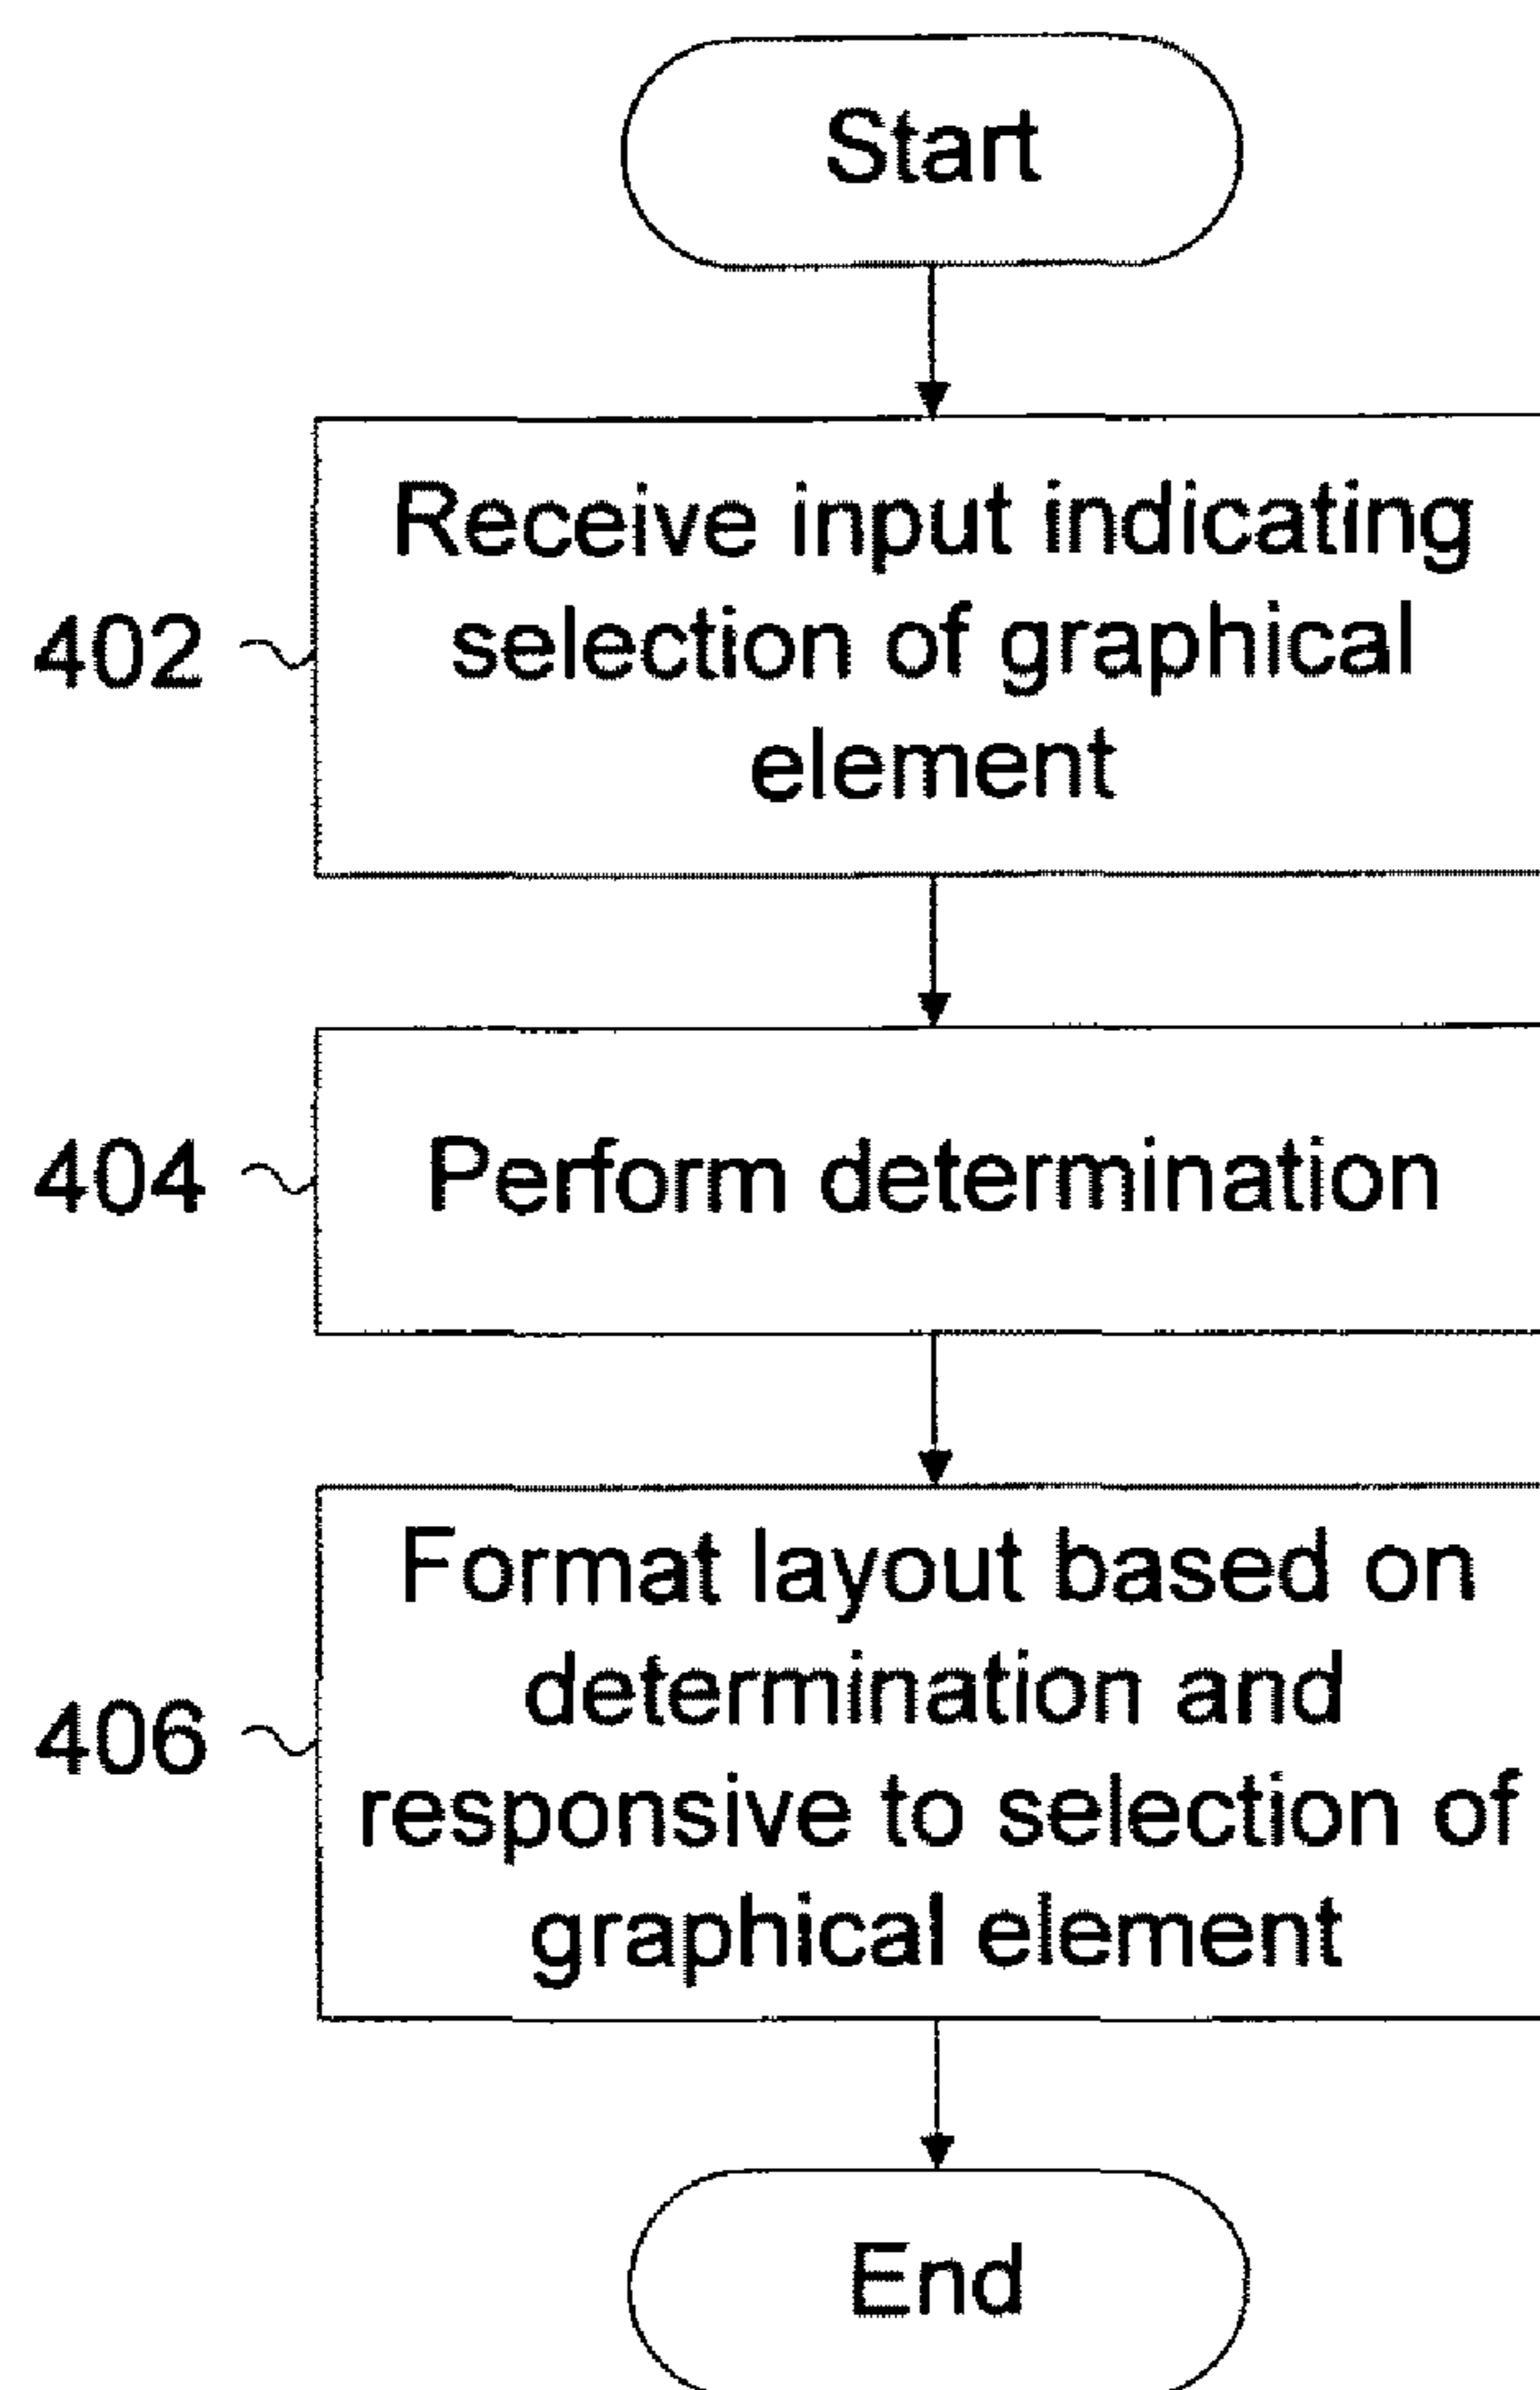 Start
402
Receive input indicating
selection of graphical
element
404
Perform determination
406
Format layout based on
determination and
responsive to selection of
graphical element
End